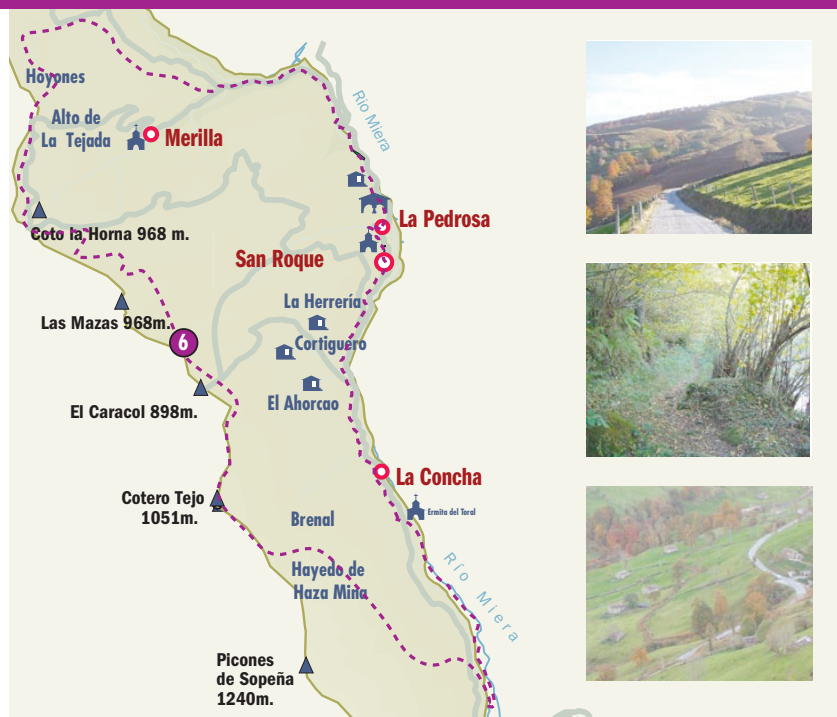 Hoyones
Alto de
La Tejada
Merilla
Río Miera
Coto la Horna 968 m.
La Pedrosa
San Roque
La Herrería
Las Mazas 968m.
6
Cortiguero
El Caracol 898m.
El Ahorcao
La Concha
Cotero Tejo
1051m.
Ermita del Toral
Brenal
Hayedo de
Haza Mina
Río Miera
Picones
de Sopeña
1240m.